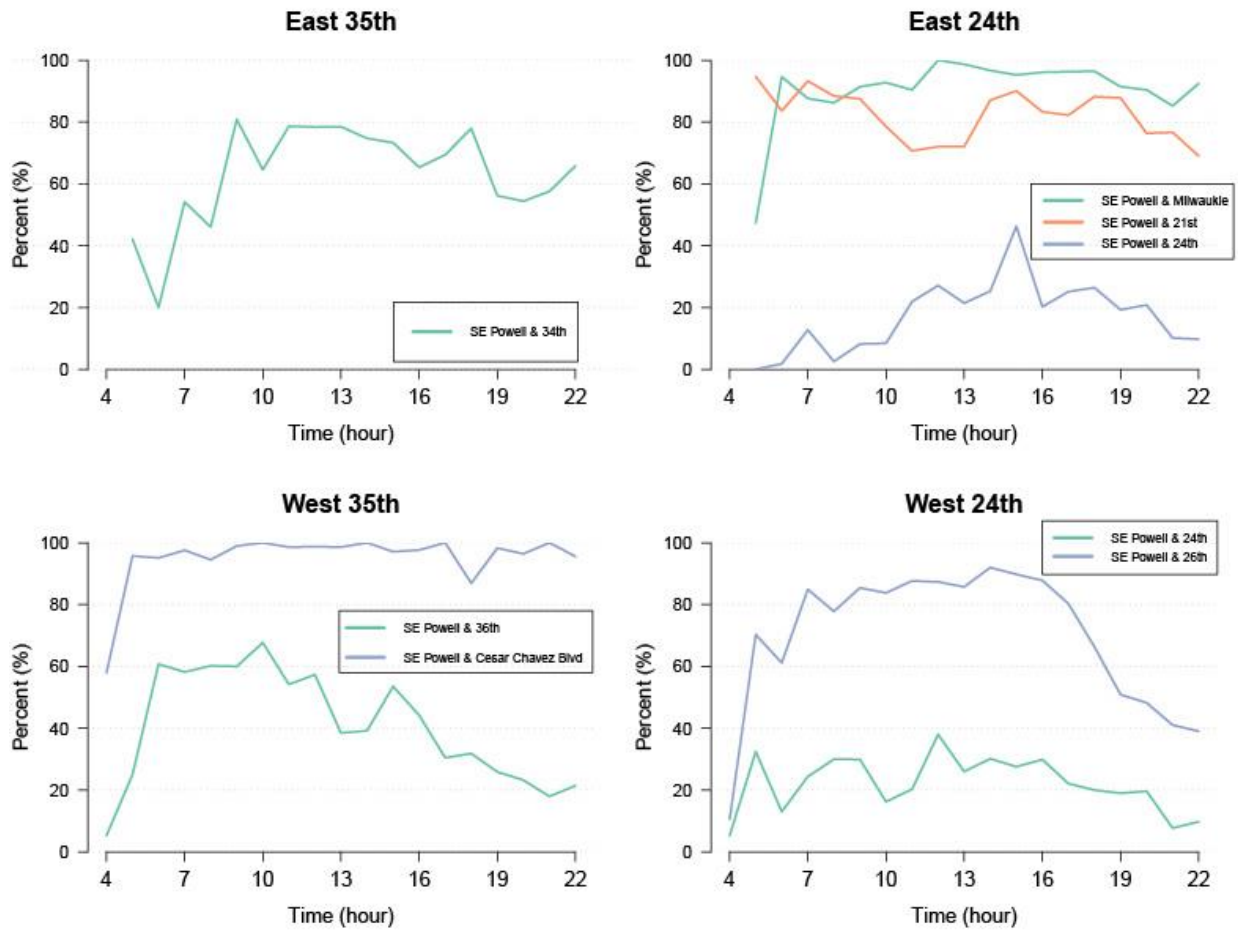 East 35th
Percent (%)
100
80
60
40
20
0
4 7 10 13 16 19 22
Time (hour)
SE Powell & 34th
East 24th
Percent (%)
100
80
60
40
20
0
4 7 10 13 16 19 22
Time (hour)
SE Powell & Milwaukie
SE Powell & 21st
SE Powell & 24th
West 35th
Percent (%)
100
80
60
40
20
0
4 7 10 13 16 19 22
Time (hour)
SE Powell & 36th
SE Powell & Cesar Chavez Blvd
West 24th
Percent (%)
100
80
60
40
20
0
4 7 10 13 16 19 22
Time (hour)
SE Powell & 24th
SE Powell & 26th